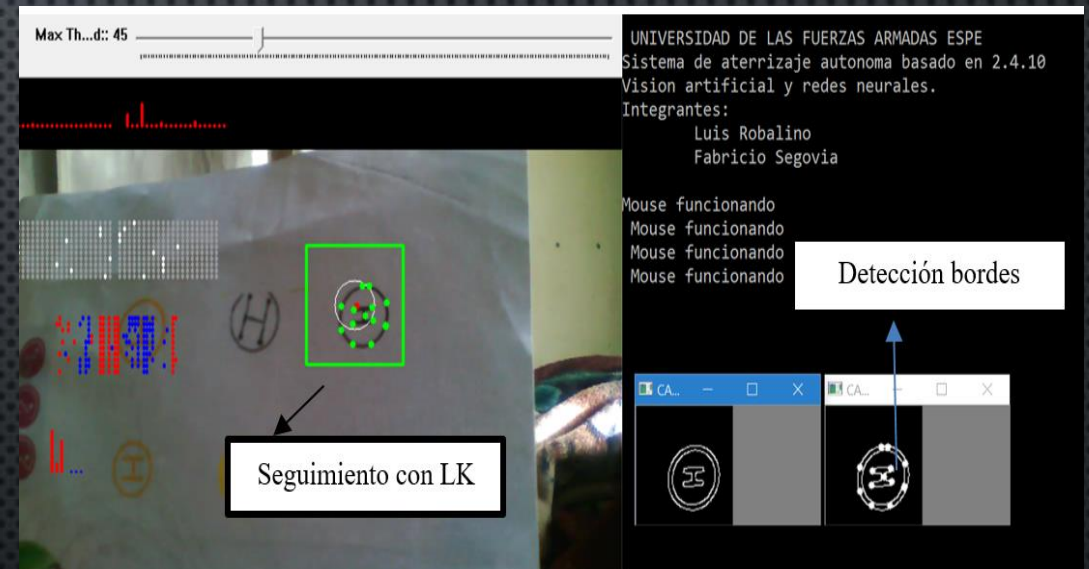 Max Th...d:: 45
UNIVERSIDAD DE LAS FUERZAS ARMADAS ESPE
Sistema de aterrizaje autonoma basado en 2.4.10
Vision artificial y redes neurales.
Integrantes:
Luis Robalino
Fabricio Segovia
Mouse funcionando
Mouse funcionando
Mouse funcionando
Mouse funcionando
Detección bordes
CA...
CA...
H
H
H
Seguimiento con LK